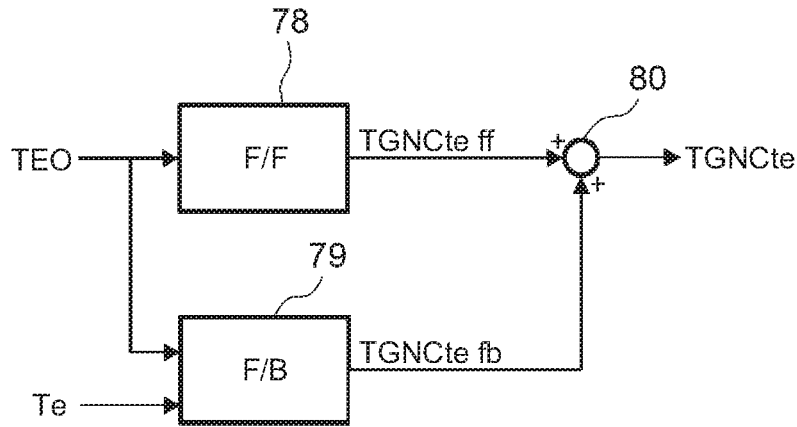 78
80
TEO
F/F
TGNCte ff
+
TGNCte
+
79
F/B
TGNCte fb
Te